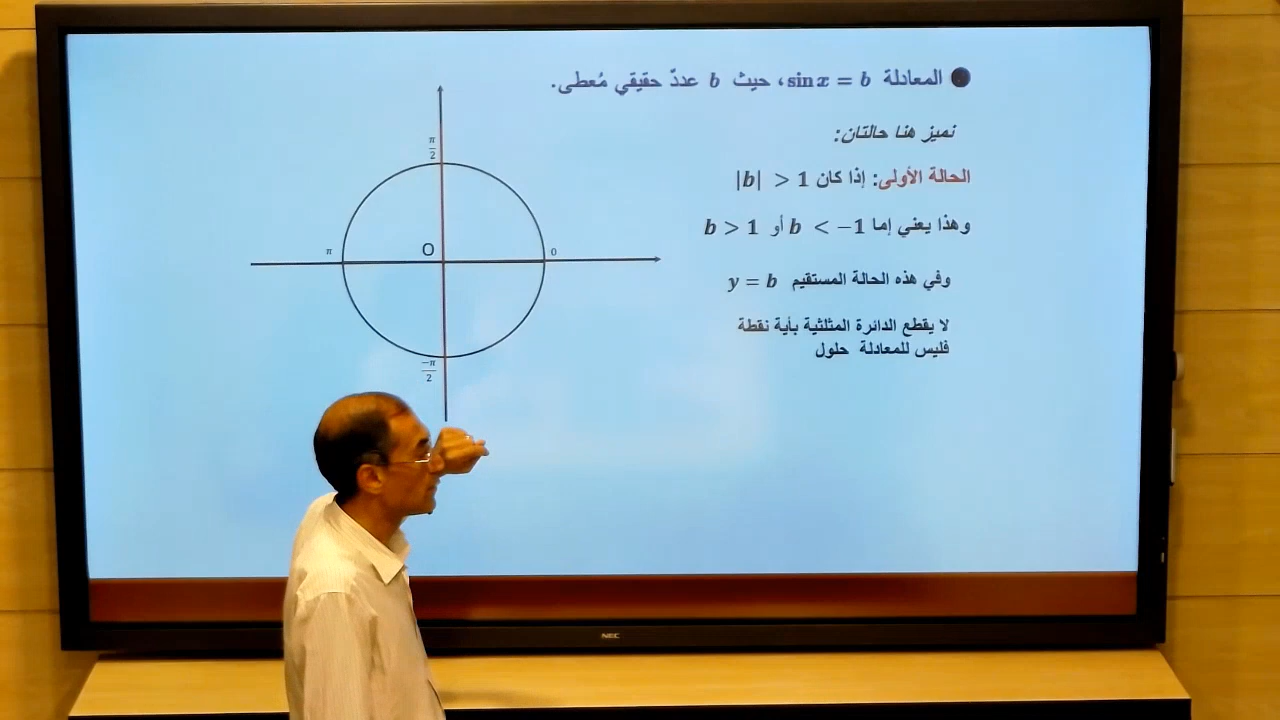 ● المعادلة sin x = b ، حيث b عددٌ حقيقي مُعطى.
نميز هنا حالتان:
الحالة الأولى: إذا كان |b| > 1
وهذا يعني إما b < −1 أو b > 1
وفي هذه الحالة المستقيم y = b
لا يقطع الدائرة المثلثية بأية نقطة
فليس للمعادلة حلول
π/2
π
O
0
−π/2
NEC